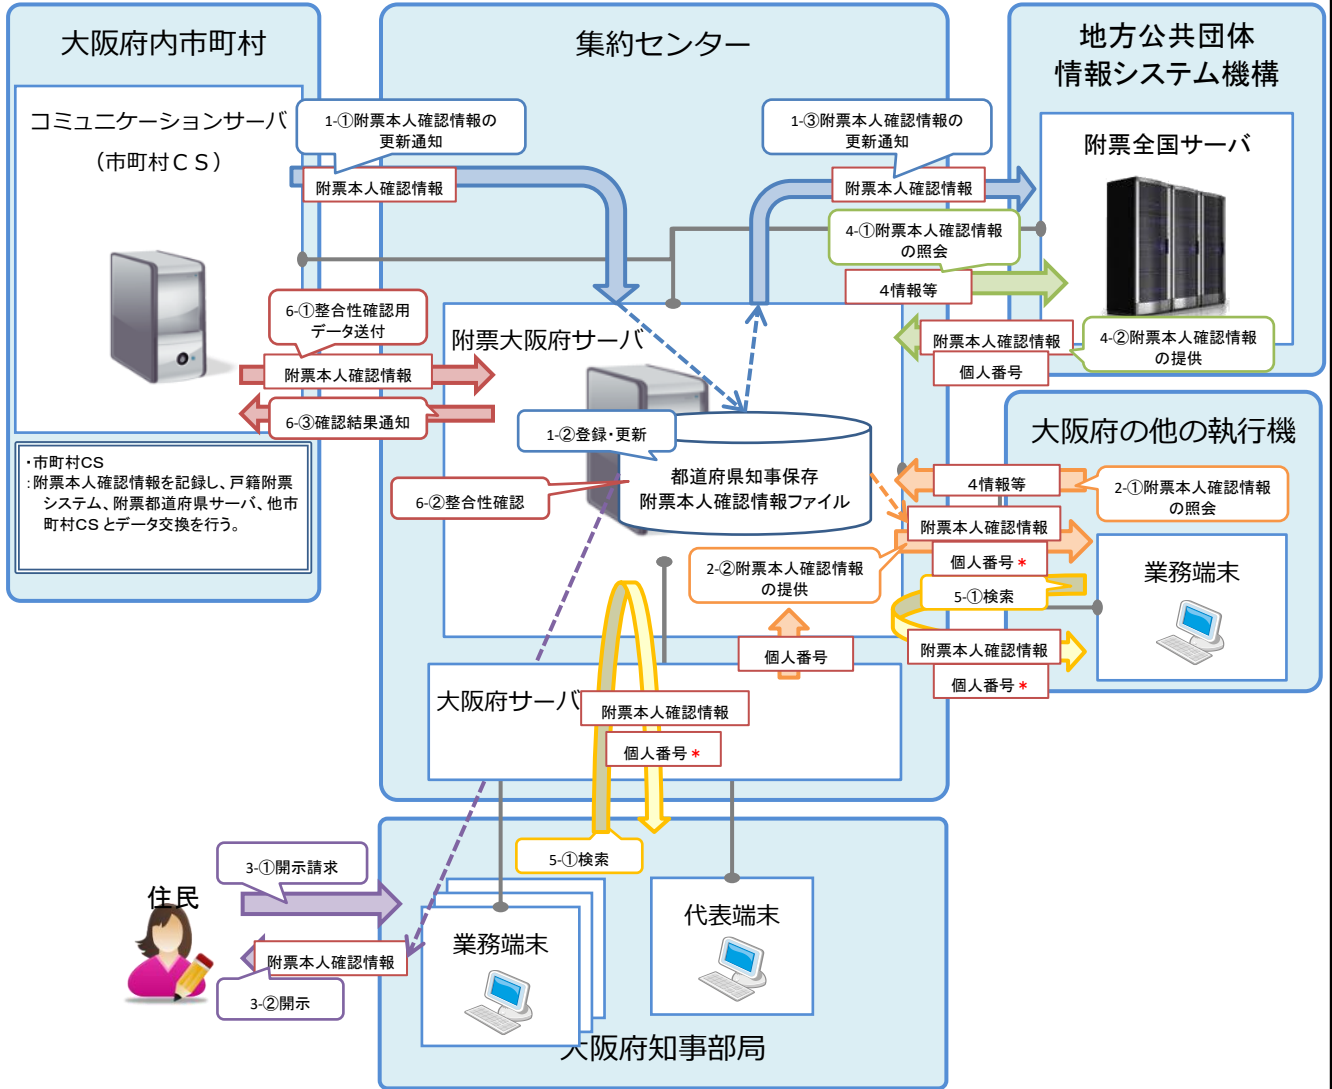 大阪府内市町村
集約センター
地方公共団体
情報システム機構
コミュニケーションサーバ
（市町村ＣＳ）
1-①附票本人確認情報の
更新通知
附票本人確認情報
1-③附票本人確認情報の
更新通知
附票本人確認情報
附票全国サーバ
4-①附票本人確認情報
の照会
４情報等
附票本人確認情報
個人番号
4-②附票本人確認情報
の提供
6-①整合性確認用
データ送付
附票本人確認情報
6-③確認結果通知
附票大阪府サーバ
1-②登録・更新
都道府県知事保存
附票本人確認情報ファイル
6-②整合性確認
・市町村CS
：附票本人確認情報を記録し、戸籍附票
システム、附票都道府県サーバ、他市
町村CSとデータ交換を行う。
大阪府の他の執行機
４情報等
2-①附票本人確認情報
の照会
附票本人確認情報
個人番号＊
2-②附票本人確認情報
の提供
5-①検索
業務端末
附票本人確認情報
個人番号＊
個人番号
大阪府サーバ
附票本人確認情報
個人番号＊
5-①検索
3-①開示請求
住民
附票本人確認情報
3-②開示
業務端末
代表端末
大阪府知事部局